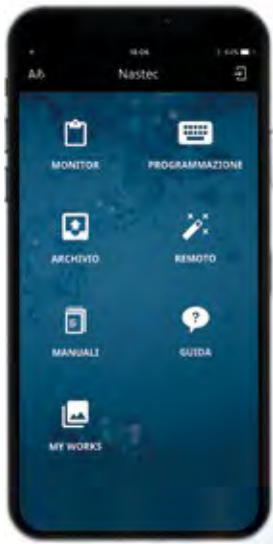 Nastec
MONITOR
PROGRAMMAZIONE
ARCHIVIO
REMOTO
MANUALI
GUIDA
MY WORKS